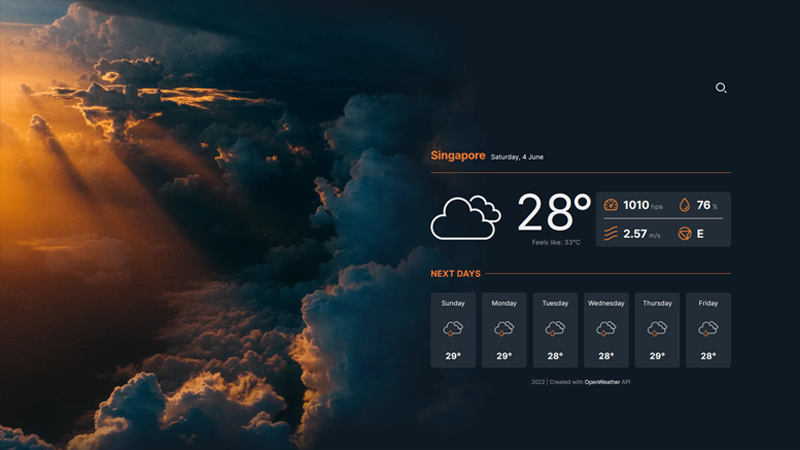 Singapore Saturday, 4 June
28°
Feels like: 33°C
1010 hpa 76 %
2.57 m/s E
NEXT DAYS
Sunday Monday Tuesday Wednesday Thursday Friday
29° 29° 28° 28° 29° 28°
2022 | Created with OpenWeather API